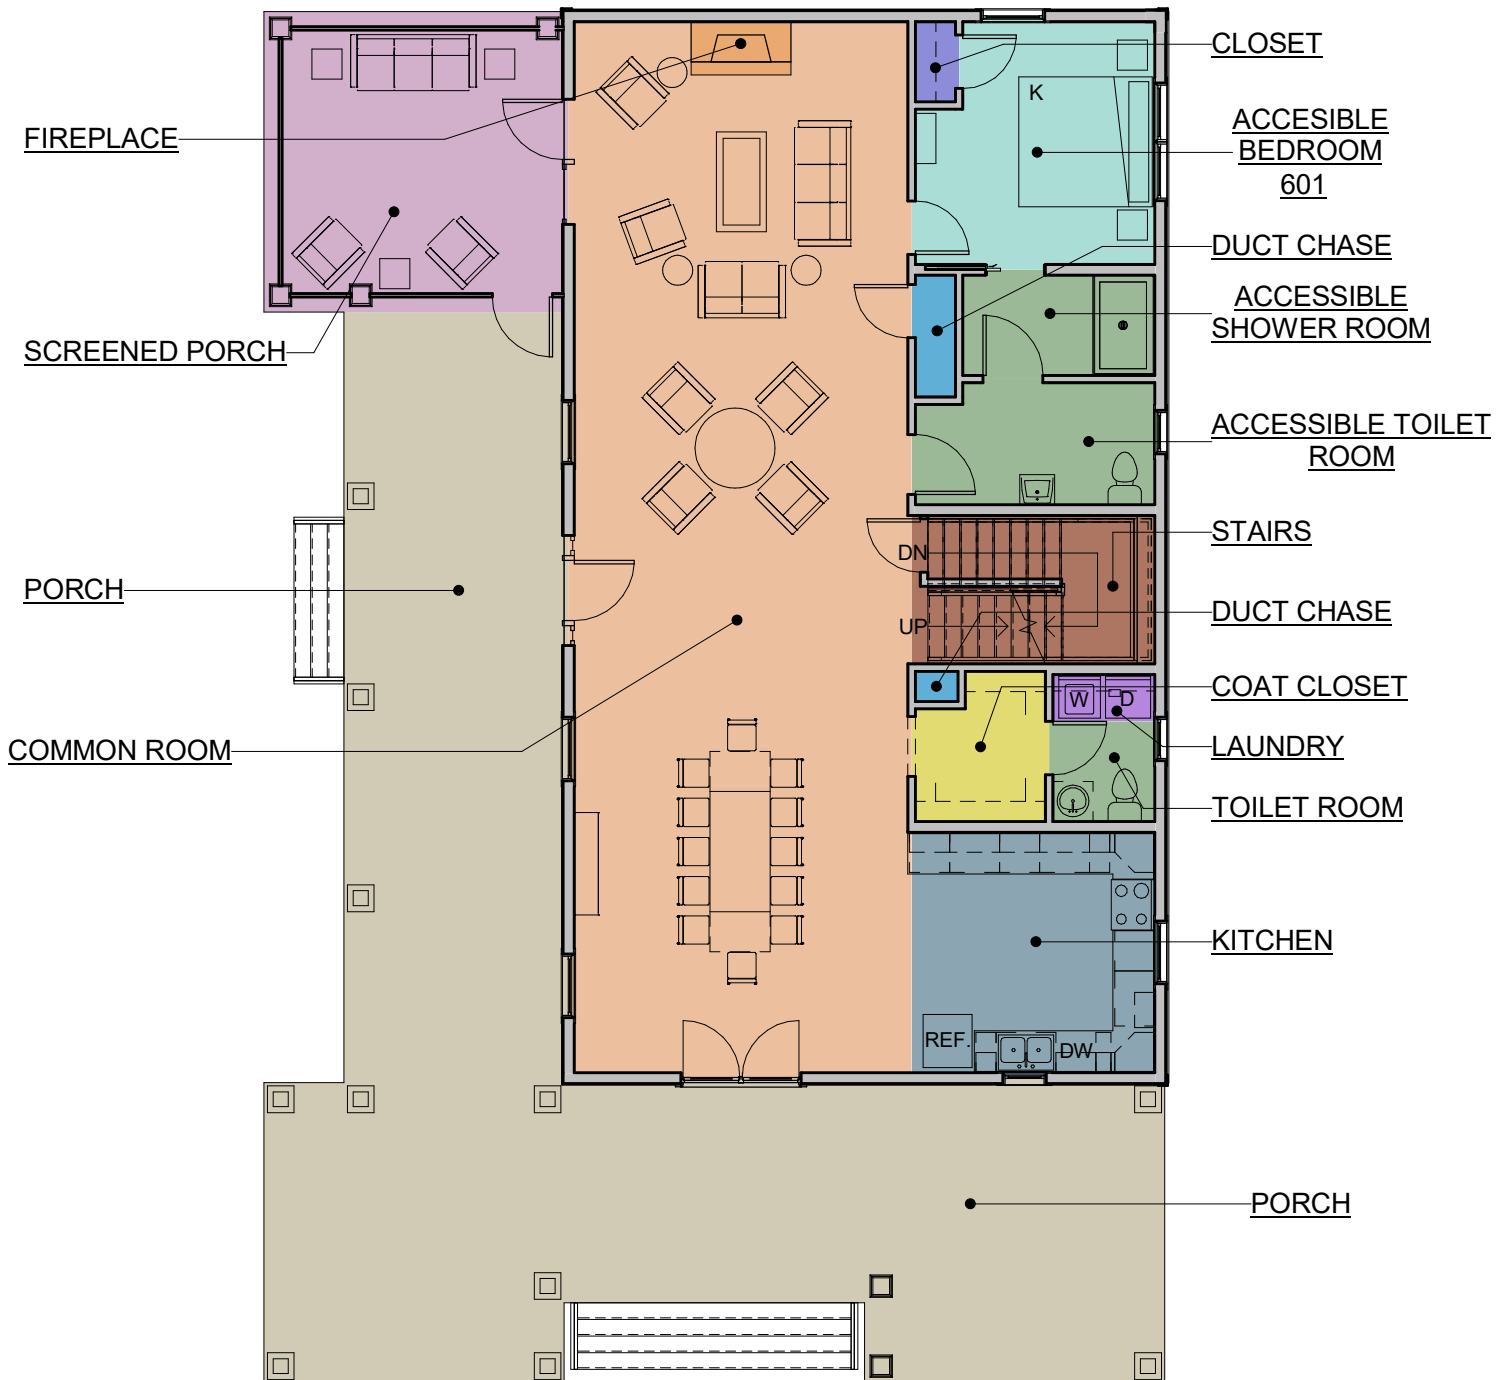 CLOSET
FIREPLACE
K
ACCESIBLE
BEDROOM
601
DUCT CHASE
ACCESSIBLE
SHOWER ROOM
SCREENED PORCH
ACCESSIBLE TOILET
ROOM
STAIRS
DN
PORCH
DUCT CHASE
UP
COAT CLOSET
W
D
COMMON ROOM
LAUNDRY
TOILET ROOM
KITCHEN
REF.
DW
PORCH